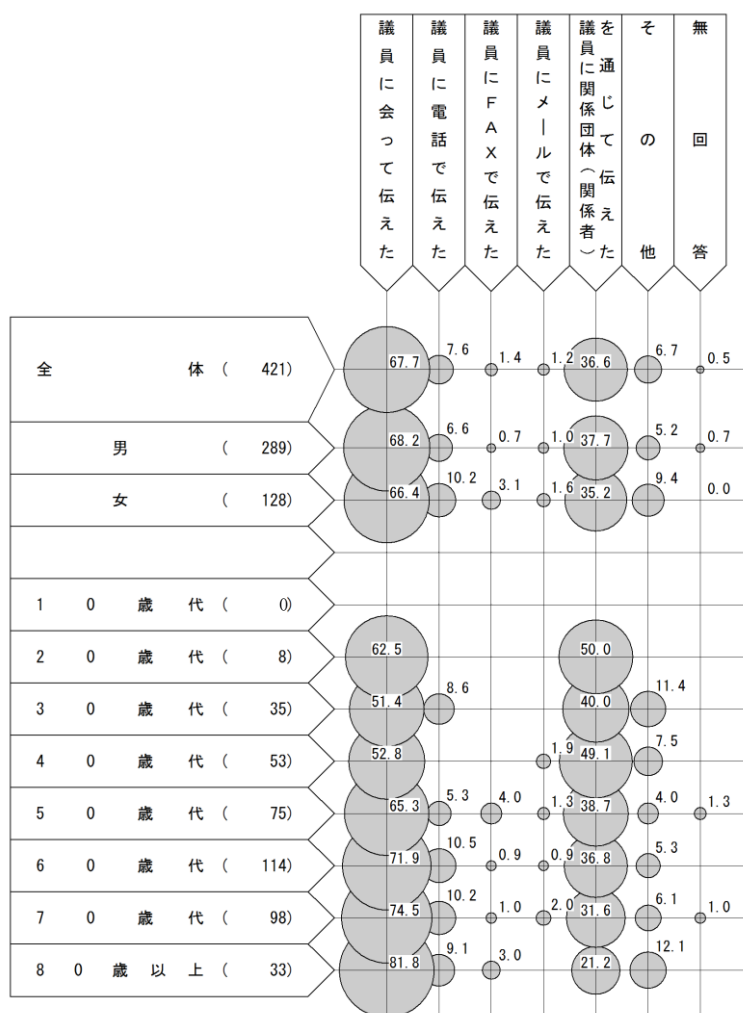 議員に会って伝えた
議員に電話で伝えた
議員にFAXで伝えた
議員にメールで伝えた
議員に関係団体（関係者）
を通じて伝えた
その他
無回答
全体（ 421)
67.7 7.6 1.4 1.2 36.6 6.7 0.5
男（ 289)
68.2 6.6 0.7 1.0 37.7 5.2 0.7
女（ 128)
66.4 10.2 3.1 1.6 35.2 9.4 0.0
10歳代（ 0)
20歳代（ 8)
62.5 50.0
30歳代（ 35)
51.4 8.6 40.0 11.4
40歳代（ 53)
52.8 1.9 49.1 7.5
50歳代（ 75)
65.3 5.3 4.0 1.3 38.7 4.0 1.3
60歳代（ 114)
71.9 10.5 0.9 0.9 36.8 5.3
70歳代（ 98)
74.5 10.2 1.0 2.0 31.6 6.1 1.0
80歳以上（ 33)
81.8 9.1 3.0 21.2 12.1